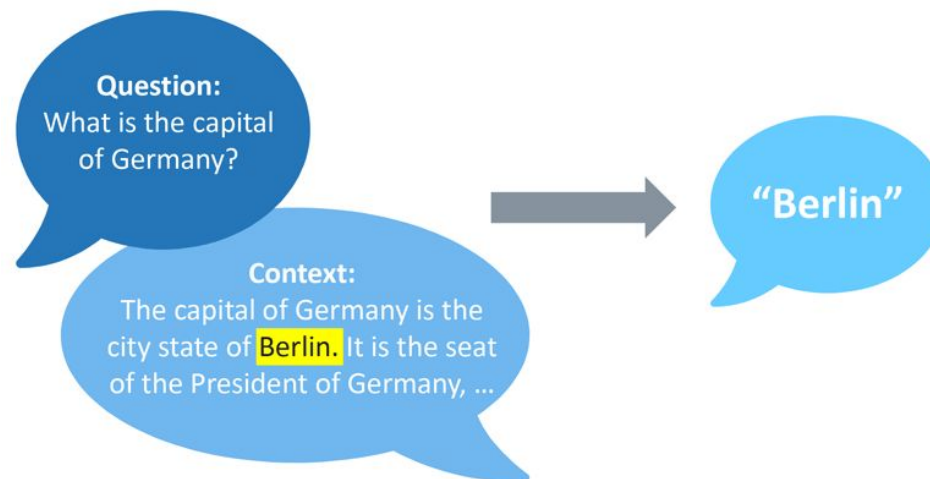 Question:
What is the capital
of Germany?
Context:
The capital of Germany is the
city state of Berlin. It is the seat
of the President of Germany, ...
“Berlin”